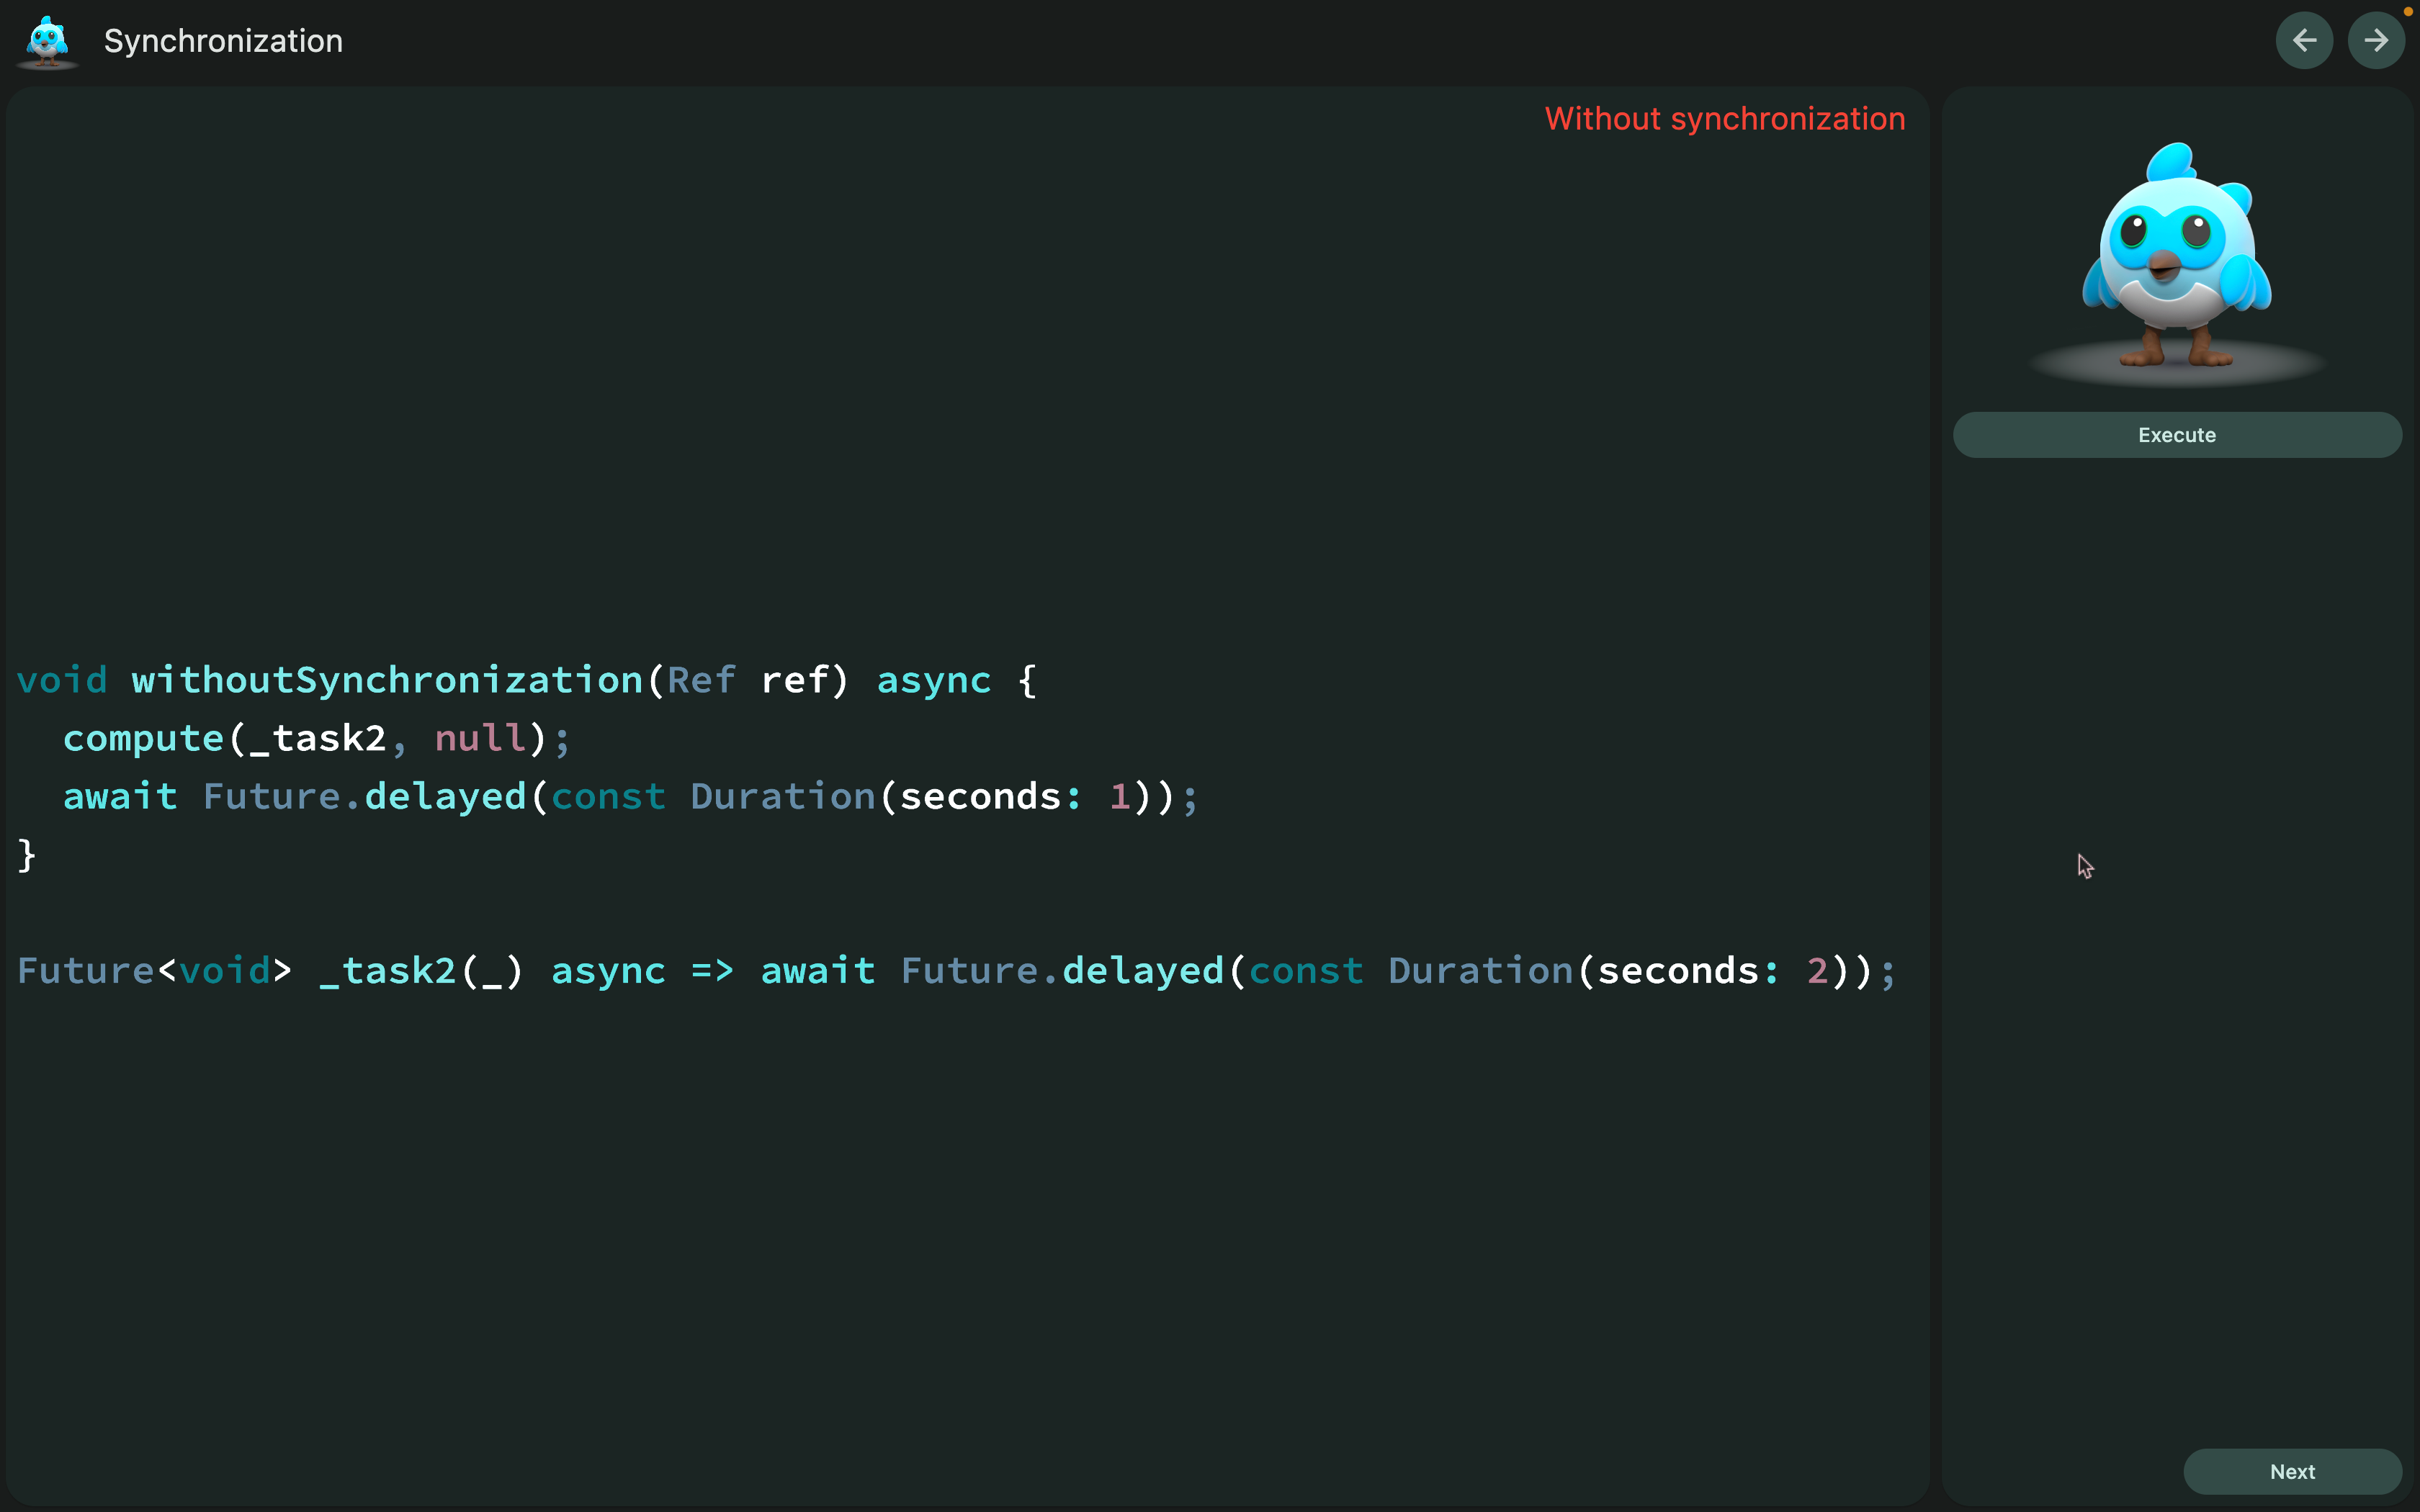 Synchronization
Without synchronization
void withoutSynchronization(Ref ref) async {
  compute(_task2, null);
  await Future.delayed(const Duration(seconds: 1));
}
Future<void> _task2(_) async => await Future.delayed(const Duration(seconds: 2));
Execute
Next